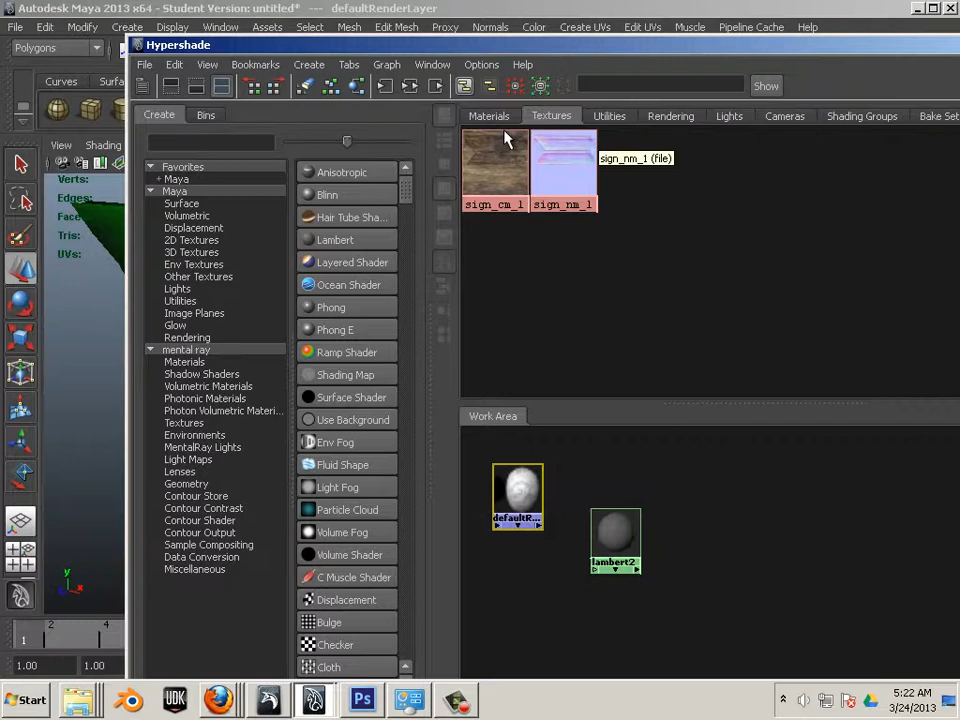 Autodesk Maya 2013 x64 - Student Version: untitled* --- defaultRenderLayer
File Edit Modify Create Display Window Assets Select Mesh Edit Mesh Proxy Normals Color Create UVs Edit UVs Muscle Pipeline Cache Help
Polygons
Hypershade
File Edit View Bookmarks Create Tabs Graph Window Options Help
Show
Curves Surfa
Create Bins
Materials Textures Utilities Rendering Lights Cameras Shading Groups Bake Set
View Shading
Verts:
Edges:
Face
Tris:
UVs:
Favorites
+ Maya
Maya
Surface
Volumetric
Displacement
2D Textures
3D Textures
Env Textures
Other Textures
Lights
Utilities
Image Planes
Glow
Rendering
mental ray
Materials
Shadow Shaders
Volumetric Materials
Photonic Materials
Photon Volumetric Materi...
Textures
Environments
MentalRay Lights
Light Maps
Lenses
Geometry
Contour Store
Contour Contrast
Contour Shader
Contour Output
Sample Compositing
Data Conversion
Miscellaneous
Anisotropic
Blinn
Hair Tube Sha...
Lambert
Layered Shader
Ocean Shader
Phong
Phong E
Ramp Shader
Shading Map
Surface Shader
Use Background
Env Fog
Fluid Shape
Light Fog
Particle Cloud
Volume Fog
Volume Shader
C Muscle Shader
Displacement
Bulge
Checker
Cloth
sign_nm_1 (file)
sign_cm_1 sign_nm_1
Work Area
defaultR...
lambert2
y
x
2 4
1
1.00 1.00
Start
UDK
Ps
5:22 AM
3/24/2013